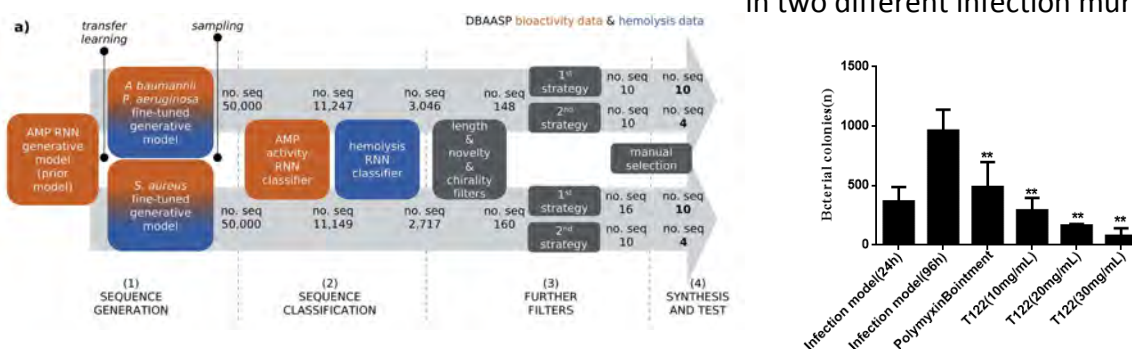 in two different infection mur
DBAASP bioactivity data & hemolysis data
a)
transfer
learning
sampling
AMP RNN
generative
model
(prior model)
A baumannii
P. aeruginosa
fine-tuned
generative
model
S. aureus
fine-tuned
generative
model
no. seq
50,000
no. seq
11,247
no. seq
3,046
no. seq
148
1st
strategy
2nd
strategy
no. seq
10
no. seq
10
no. seq
10
no. seq
4
AMP
activity
RNN
classifier
hemolysis
RNN
classifier
length
&
novelty
&
chirality
filters
manual
selection
no. seq
50,000
no. seq
11,149
no. seq
2,717
no. seq
160
1st
strategy
2nd
strategy
no. seq
16
no. seq
10
no. seq
10
no. seq
4
(1)
SEQUENCE
GENERATION
(2)
SEQUENCE
CLASSIFICATION
(3)
FURTHER
FILTERS
(4)
SYNTHESIS
AND TEST
Bcterial colonies(n)
1500
1000
500
0
**
**
**
**
Infection model(24h)
Infection model(96h)
PolymyxinBointment
T122(10mg/mL)
T122(20mg/mL)
T122(30mg/mL)